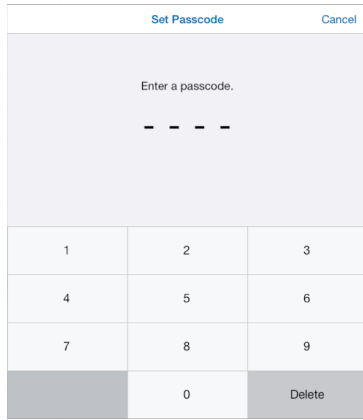 Set Passcode Cancel
Enter a passcode.
- - - -
1 2 3
4 5 6
7 8 9
0 Delete